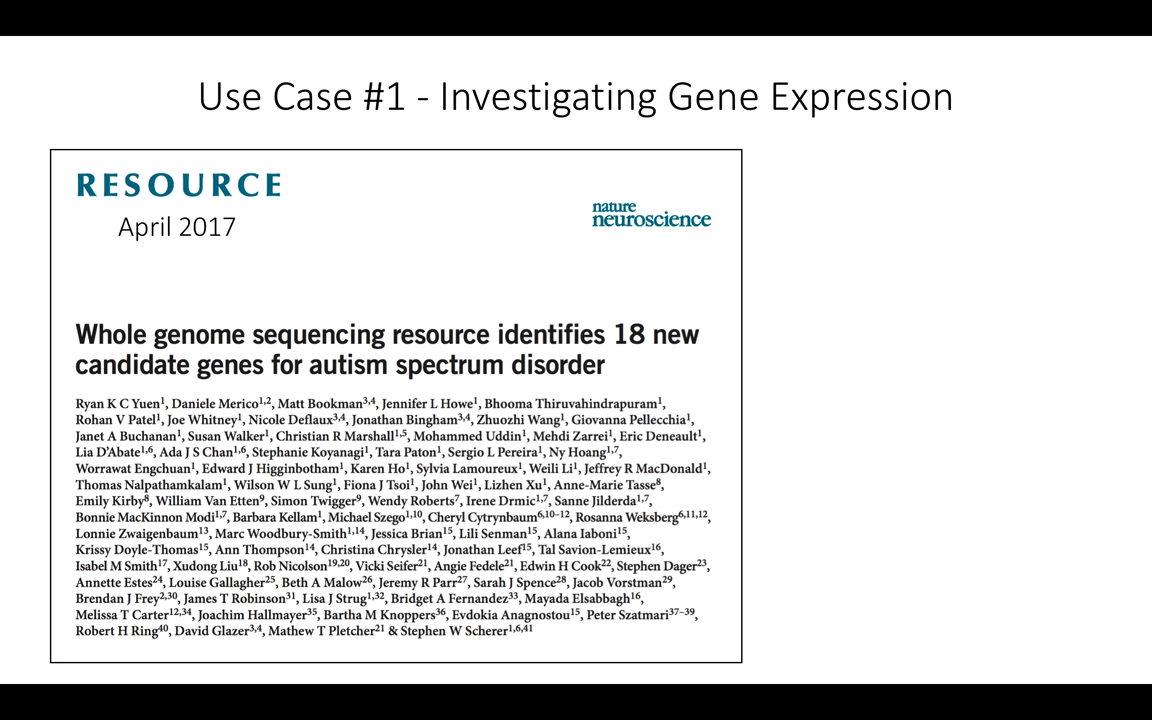 Use Case #1 - Investigating Gene Expression
RESOURCE
April 2017
nature
neuroscience
Whole genome sequencing resource identifies 18 new
candidate genes for autism spectrum disorder
Ryan K C Yuen1, Daniele Merico1,2, Matt Bookman3,4, Jennifer L Howe1, Bhooma Thiruvahindrapuram1,
Rohan V Patel1, Joe Whitney1, Nicole Deflaux3,4, Jonathan Bingham3,4, Zhuozhi Wang1, Giovanna Pellecchia1,
Janet A Buchanan1, Susan Walker1, Christian R Marshall1,5, Mohammed Uddin1, Mehdi Zarrei1, Eric Deneault1,
Lia D'Abate1,6, Ada J S Chan1,6, Stephanie Koyanagi1, Tara Paton1, Sergio L Pereira1, Ny Hoang1,7,
Worrawat Engchuan1, Edward J Higginbotham1, Karen Ho1, Sylvia Lamoureux1, Weili Li1, Jeffrey R MacDonald1,
Thomas Nalpathamkalam1, Wilson W L Sung1, Fiona J Tsoi1, John Wei1, Lizhen Xu1, Anne-Marie Tasse8,
Emily Kirby8, William Van Etten9, Simon Twigger9, Wendy Roberts7, Irene Drmic1,7, Sanne Jilderda1,7,
Bonnie MacKinnon Modi1,7, Barbara Kellam1, Michael Szego1,10, Cheryl Cytrynbaum6,10–12, Rosanna Weksberg6,11,12,
Lonnie Zwaigenbaum13, Marc Woodbury-Smith1,14, Jessica Brian15, Lili Senman15, Alana Iaboni15,
Krissy Doyle-Thomas15, Ann Thompson14, Christina Chrysler14, Jonathan Leef15, Tal Savion-Lemieux16,
Isabel M Smith17, Xudong Liu18, Rob Nicolson19,20, Vicki Seifer21, Angie Fedele21, Edwin H Cook22, Stephen Dager23,
Annette Estes24, Louise Gallagher25, Beth A Malow26, Jeremy R Parr27, Sarah J Spence28, Jacob Vorstman29,
Brendan J Frey2,30, James T Robinson31, Lisa J Strug1,32, Bridget A Fernandez33, Mayada Elsabbagh16,
Melissa T Carter12,34, Joachim Hallmayer35, Bartha M Knoppers36, Evdokia Anagnostou15, Peter Szatmari37–39,
Robert H Ring40, David Glazer3,4, Mathew T Pletcher21 & Stephen W Scherer1,6,41